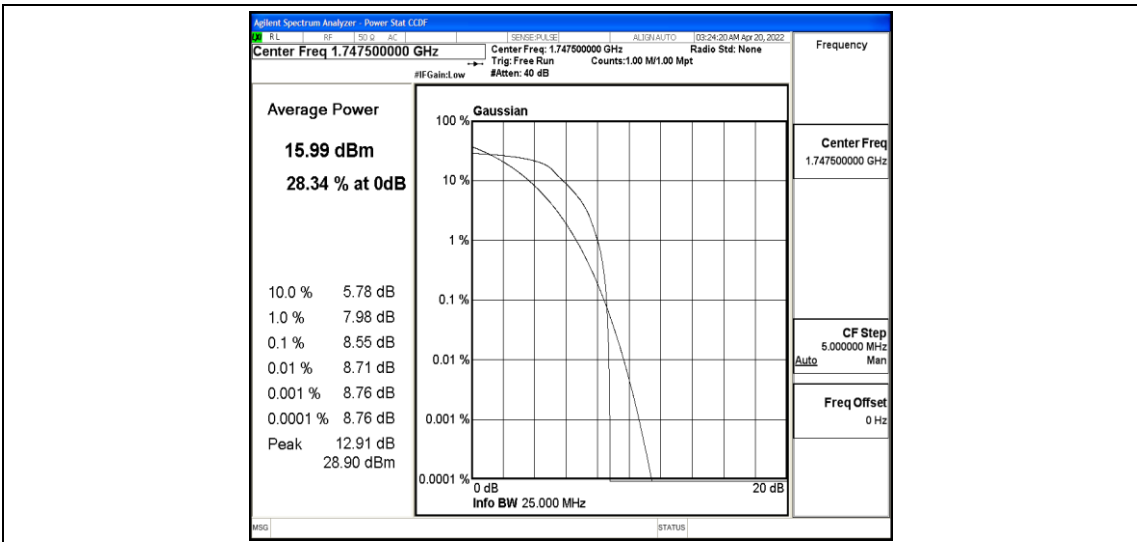 Agilent Spectrum Analyzer - Power Stat CCDF
RL RF 50 Ω AC SENSE:PULSE ALIGNAUTO 03:24:20 AM Apr 20, 2022
Center Freq 1.747500000 GHz
Center Freq: 1.747500000 GHz Radio Std: None
Trig: Free Run Counts:1.00 M/1.00 Mpt
#IFGain:Low #Atten: 40 dB
Frequency
Average Power
15.99 dBm
28.34 % at 0dB
10.0 % 5.78 dB
1.0 % 7.98 dB
0.1 % 8.55 dB
0.01 % 8.71 dB
0.001 % 8.76 dB
0.0001 % 8.76 dB
Peak 12.91 dB
28.90 dBm
Gaussian
100 %
10 %
1 %
0.1 %
0.01 %
0.001 %
0.0001 %
0 dB 20 dB
Info BW 25.000 MHz
Center Freq
1.747500000 GHz
CF Step
5.000000 MHz
Auto Man
Freq Offset
0 Hz
MSG STATUS